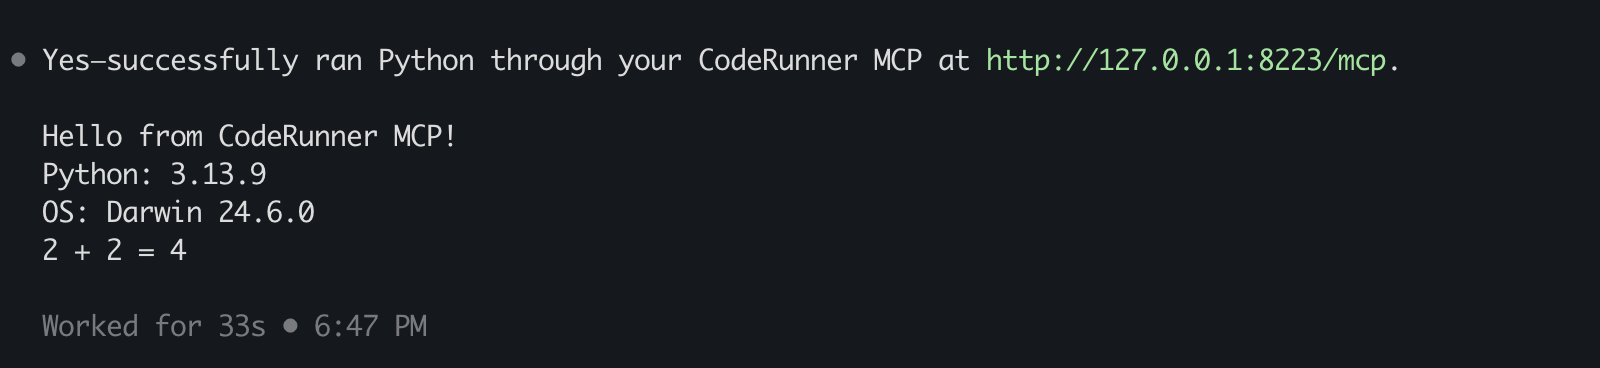 Yes—successfully ran Python through your CodeRunner MCP at http://127.0.0.1:8223/mcp.
Hello from CodeRunner MCP!
Python: 3.13.9
OS: Darwin 24.6.0
2 + 2 = 4
Worked for 33s ● 6:47 PM